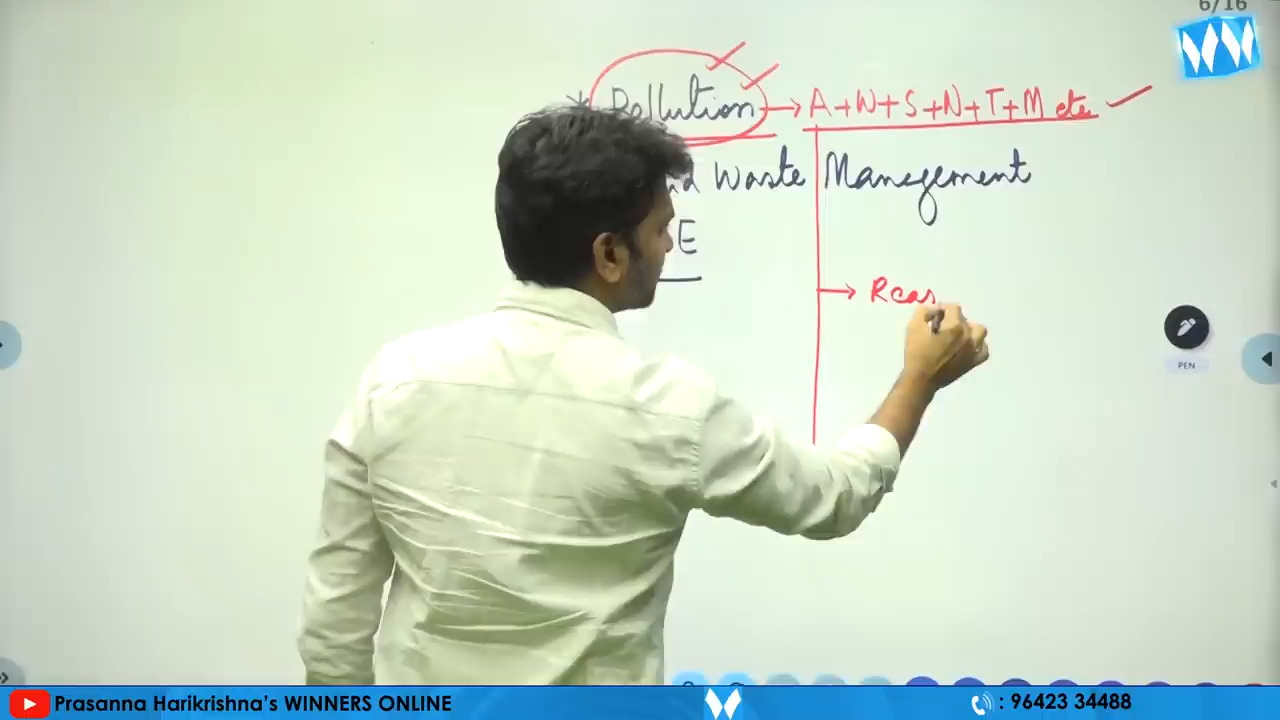 6/16
* Pollution → A+W+S+N+T+M etc ✓
Waste Management
E
→ Reas
PEN
Prasanna Harikrishna's WINNERS ONLINE
: 96423 34488